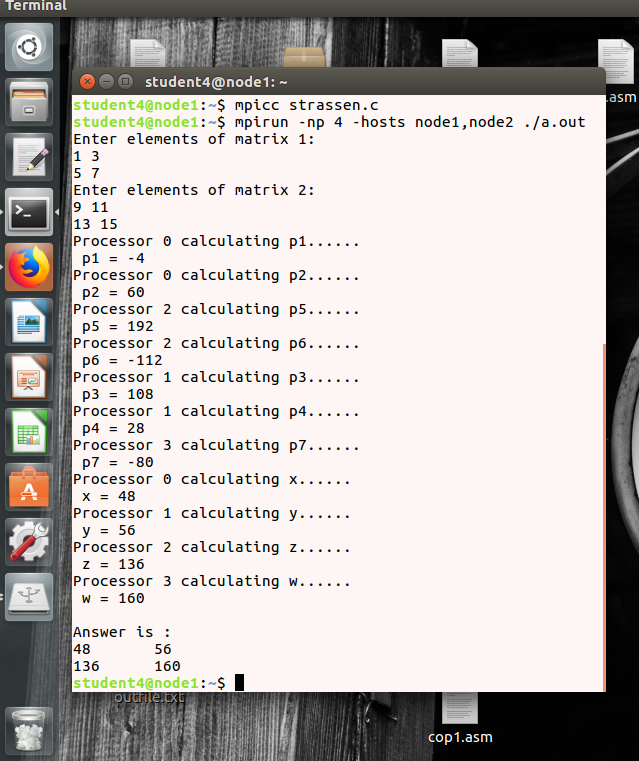 Terminal
.asm
student4@node1: ~
student4@node1:~$ mpicc strassen.c
student4@node1:~$ mpirun -np 4 -hosts node1,node2 ./a.out
Enter elements of matrix 1:
1 3
5 7
Enter elements of matrix 2:
9 11
13 15
Processor 0 calculating p1......
p1 = -4
Processor 0 calculating p2......
p2 = 60
Processor 2 calculating p5......
p5 = 192
Processor 2 calculating p6......
p6 = -112
Processor 1 calculating p3......
p3 = 108
Processor 1 calculating p4......
p4 = 28
Processor 3 calculating p7......
p7 = -80
Processor 0 calculating x......
x = 48
Processor 1 calculating y......
y = 56
Processor 2 calculating z......
z = 136
Processor 3 calculating w......
w = 160
Answer is :
48 56
136 160
student4@node1:~$
outfile.txt
cop1.asm